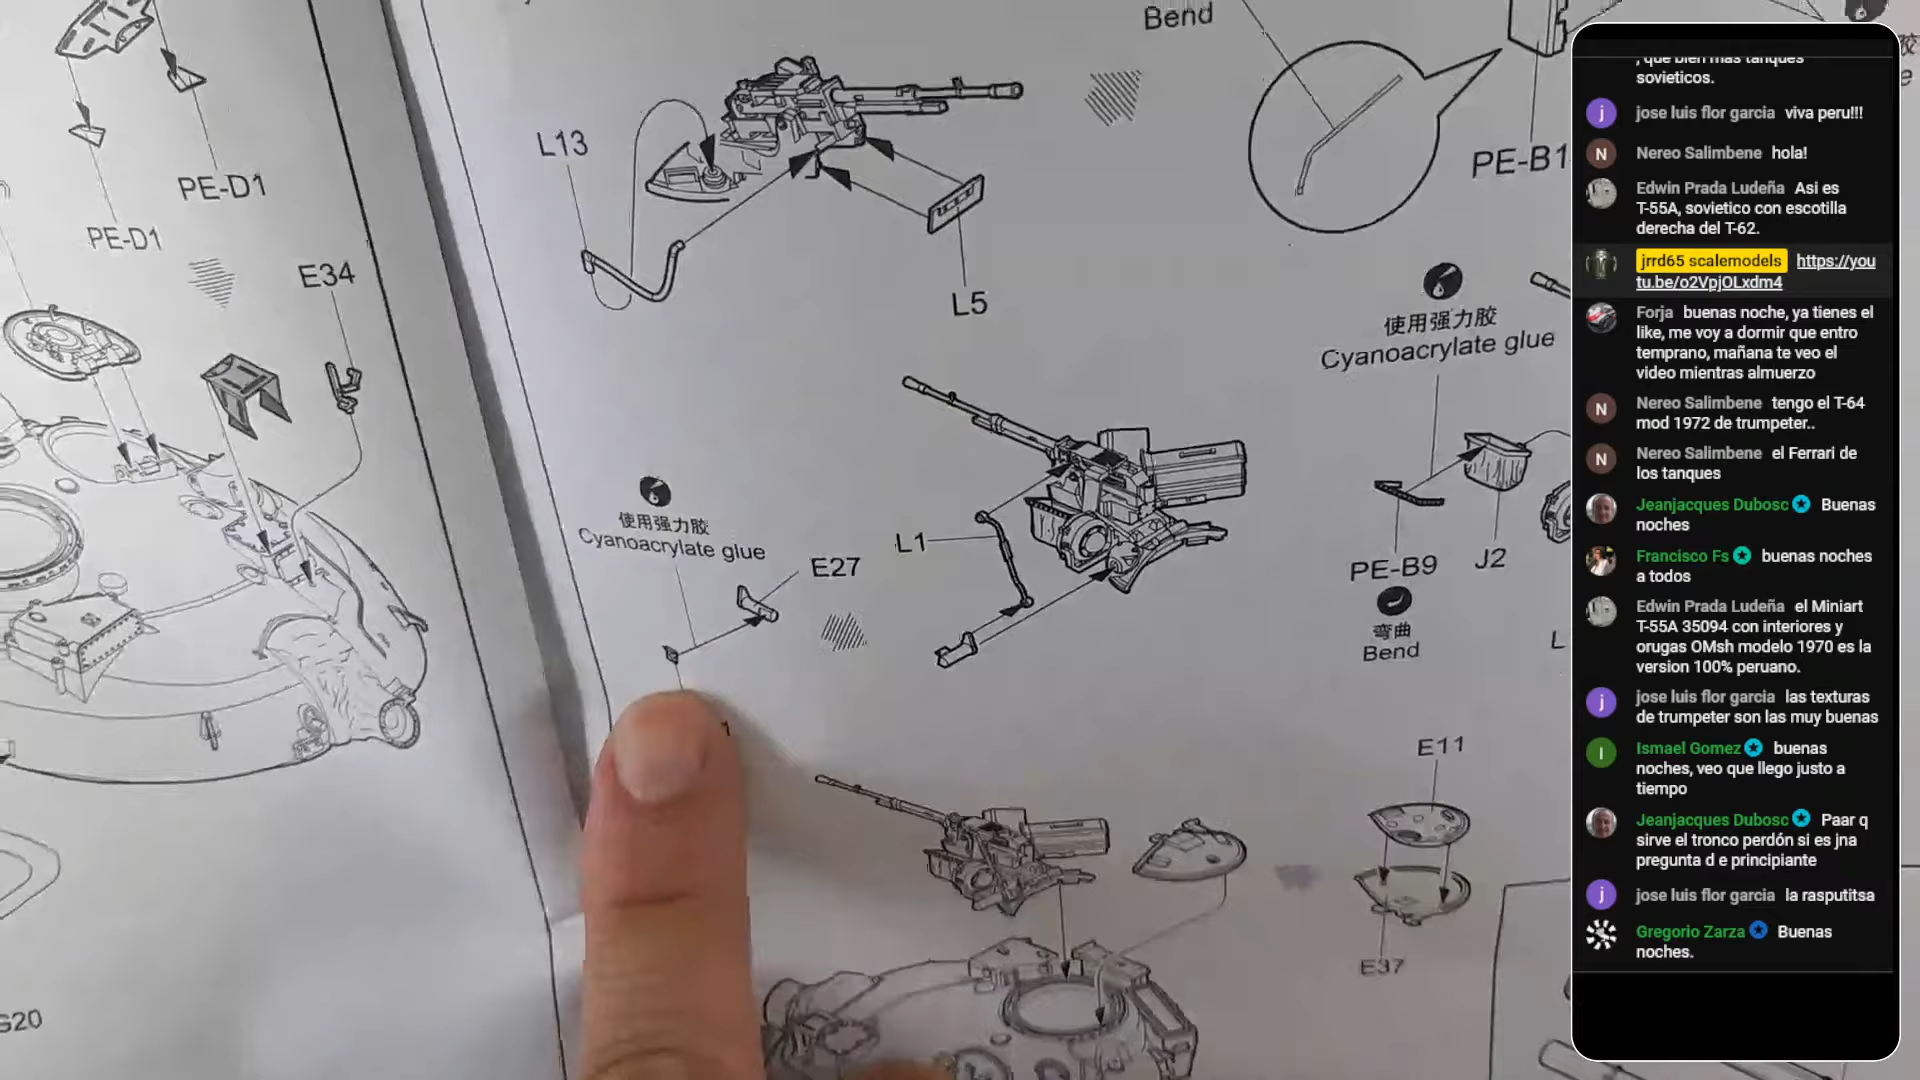 Bend
L13
PE-D1
PE-D1
E34
L5
PE-B1
使用强力胶
Cyanoacrylate glue
使用强力胶
Cyanoacrylate glue
L1
E27
PE-B9
J2
弯曲
Bend
E11
E37
sovieticos.
jose luis flor garcia viva peru!!!
Nereo Salimbene hola!
Edwin Prada Ludeña Asi es
T-55A, sovietico con escotilla
derecha del T-62.
jrrd65 scalemodels https://you
tu.be/o2VpjOLxdm4
Forja buenas noche, ya tienes el
like, me voy a dormir que entro
temprano, mañana te veo el
video mientras almuerzo
Nereo Salimbene tengo el T-64
mod 1972 de trumpeter..
Nereo Salimbene el Ferrari de
los tanques
Jeanjacques Dubosc Buenas
noches
Francisco Fs buenas noches
a todos
Edwin Prada Ludeña el Miniart
T-55A 35094 con interiores y
orugas OMsh modelo 1970 es la
version 100% peruano.
jose luis flor garcia las texturas
de trumpeter son las muy buenas
Ismael Gomez buenas
noches, veo que llego justo a
tiempo
Jeanjacques Dubosc Paar q
sirve el tronco perdón si es jna
pregunta d e principiante
jose luis flor garcia la rasputitsa
Gregorio Zarza Buenas
noches.